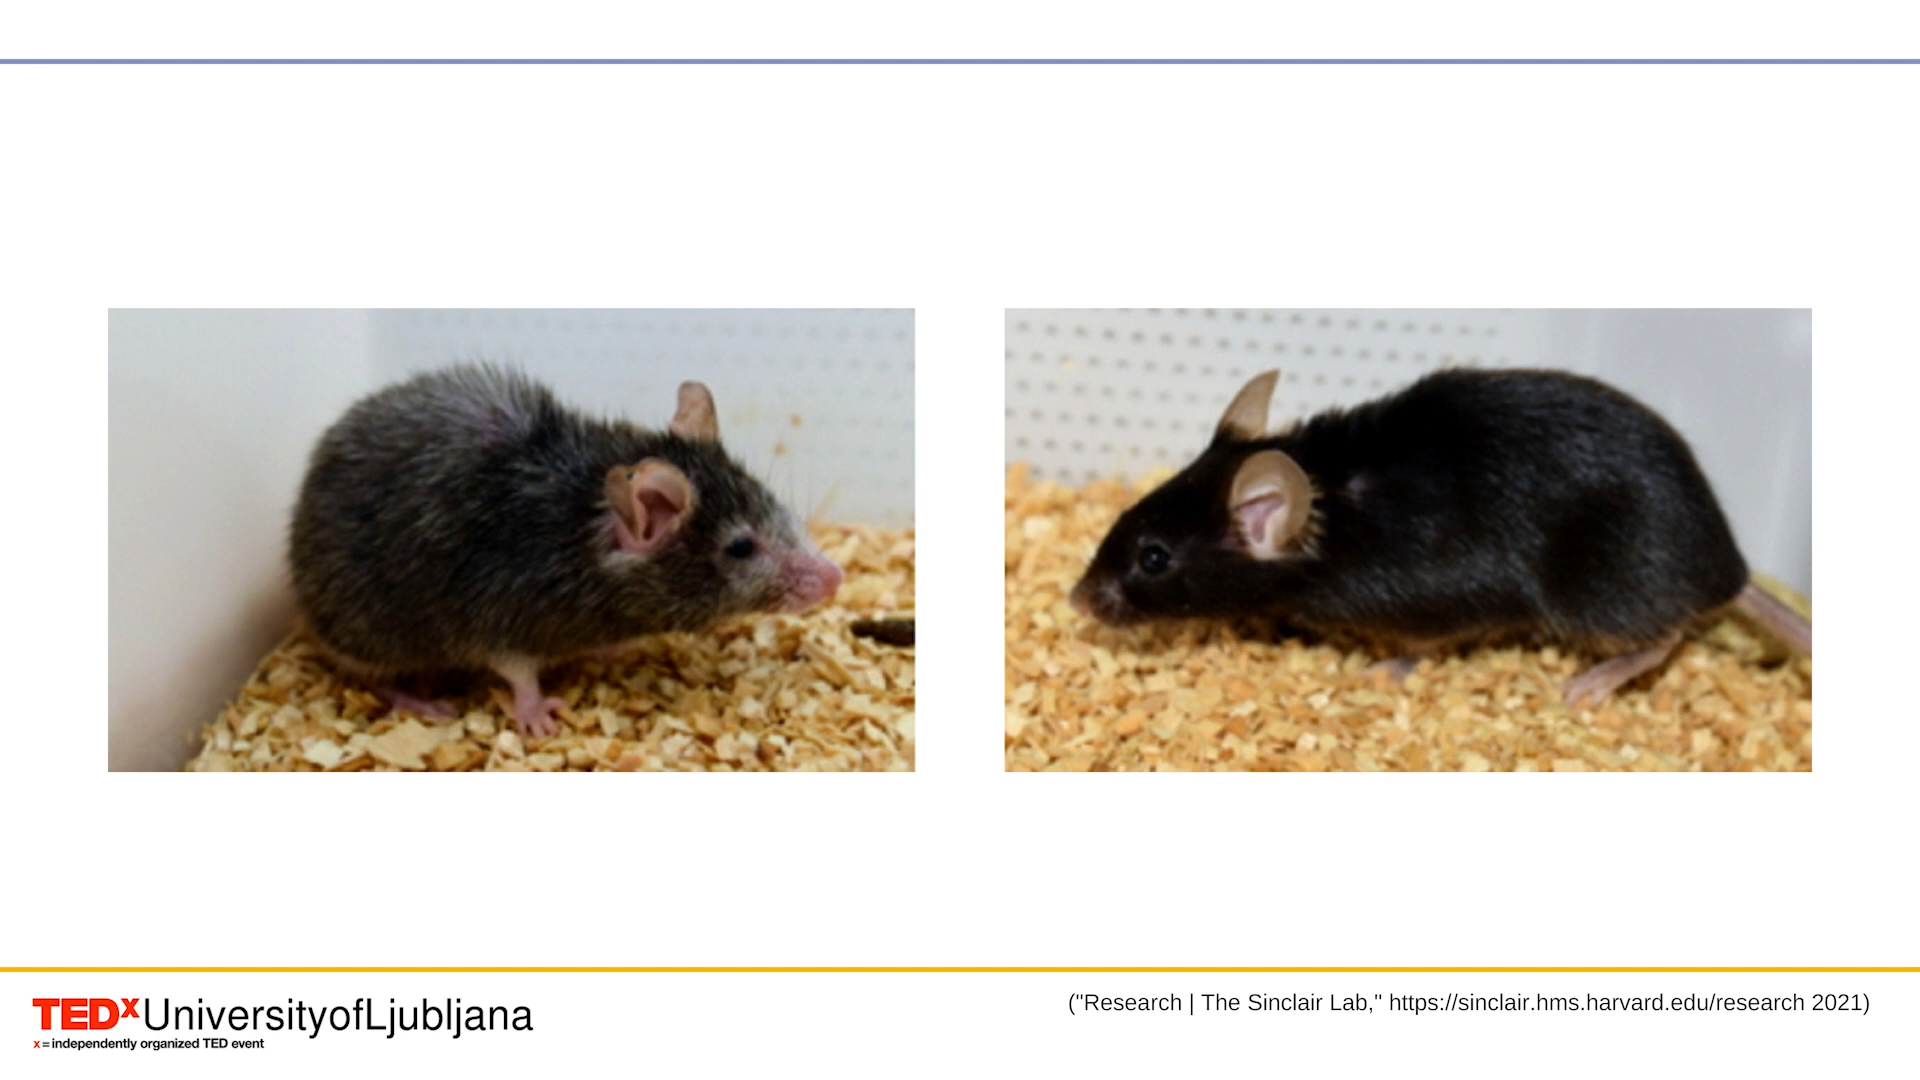 TEDxUniversityofLjubljana
x = independently organized TED event
("Research | The Sinclair Lab," https://sinclair.hms.harvard.edu/research 2021)